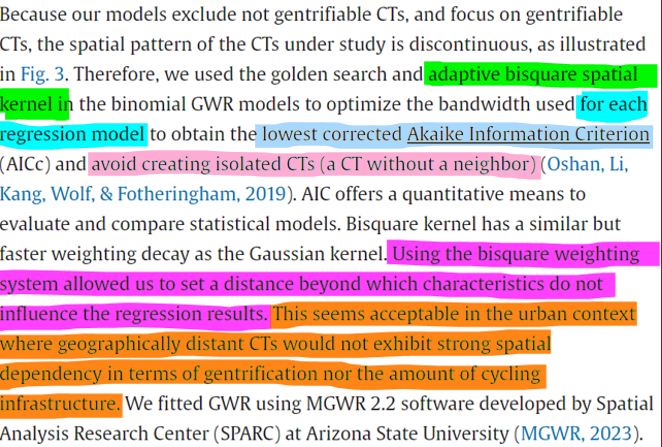 Because our models exclude not gentrifiable CTs, and focus on gentrifiable
CTs, the spatial pattern of the CTs under study is discontinuous, as illustrated
in Fig. 3. Therefore, we used the golden search and adaptive bisquare spatial
kernel in the binomial GWR models to optimize the bandwidth used for each
regression model to obtain the lowest corrected Akaike Information Criterion
(AICc) and avoid creating isolated CTs (a CT without a neighbor) (Oshan, Li,
Kang, Wolf, & Fotheringham, 2019). AIC offers a quantitative means to
evaluate and compare statistical models. Bisquare kernel has a similar but
faster weighting decay as the Gaussian kernel. Using the bisquare weighting
system allowed us to set a distance beyond which characteristics do not
influence the regression results. This seems acceptable in the urban context
where geographically distant CTs would not exhibit strong spatial
dependency in terms of gentrification nor the amount of cycling
infrastructure. We fitted GWR using MGWR 2.2 software developed by Spatial
Analysis Research Center (SPARC) at Arizona State University (MGWR, 2023).